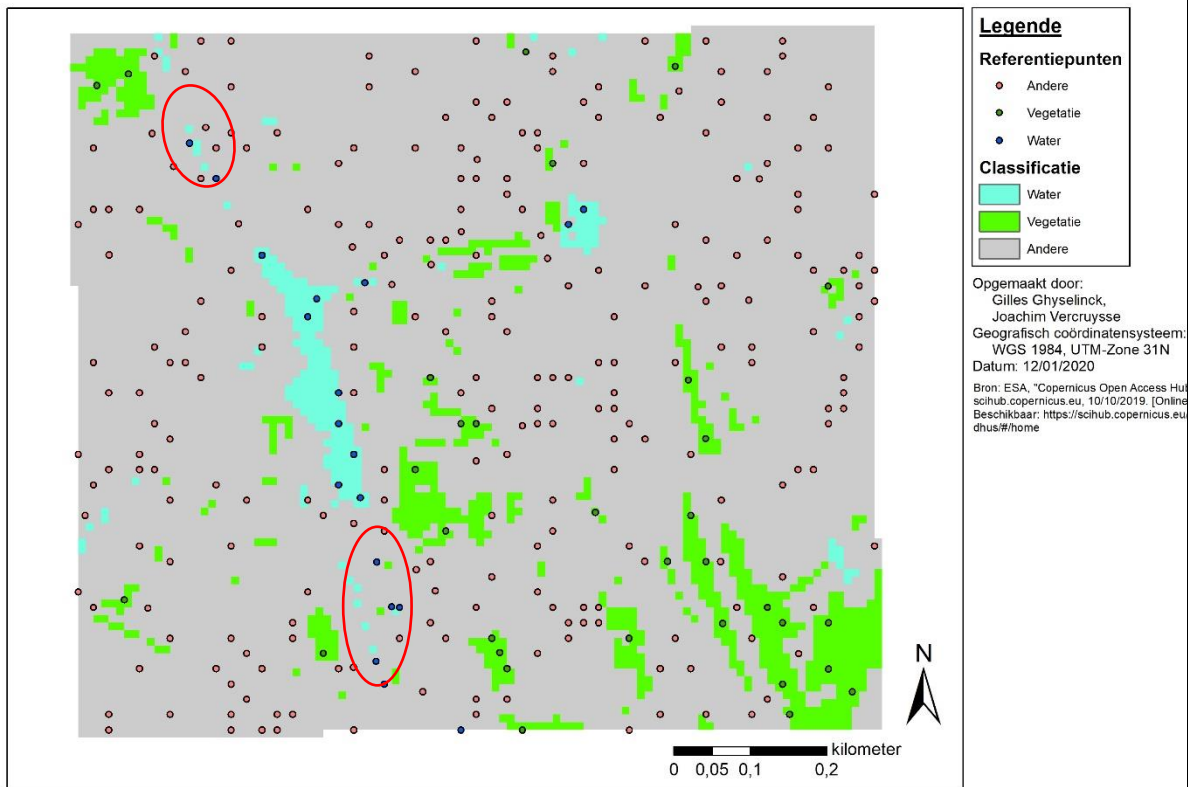 Legende
Referentiepunten
Andere
Vegetatie
Water
Classificatie
Water
Vegetatie
Andere
Opgemaakt door:
Gilles Ghyselinck,
Joachim Vercruysse
Geografisch coördinatensysteem:
WGS 1984, UTM-Zone 31N
Datum: 12/01/2020
Bron: ESA, "Copernicus Open Access Hub
scihub.copernicus.eu, 10/10/2019. [Online
Beschikbaar: https://scihub.copernicus.eu/
dhus/#/home
N
kilometer
0 0,05 0,1 0,2